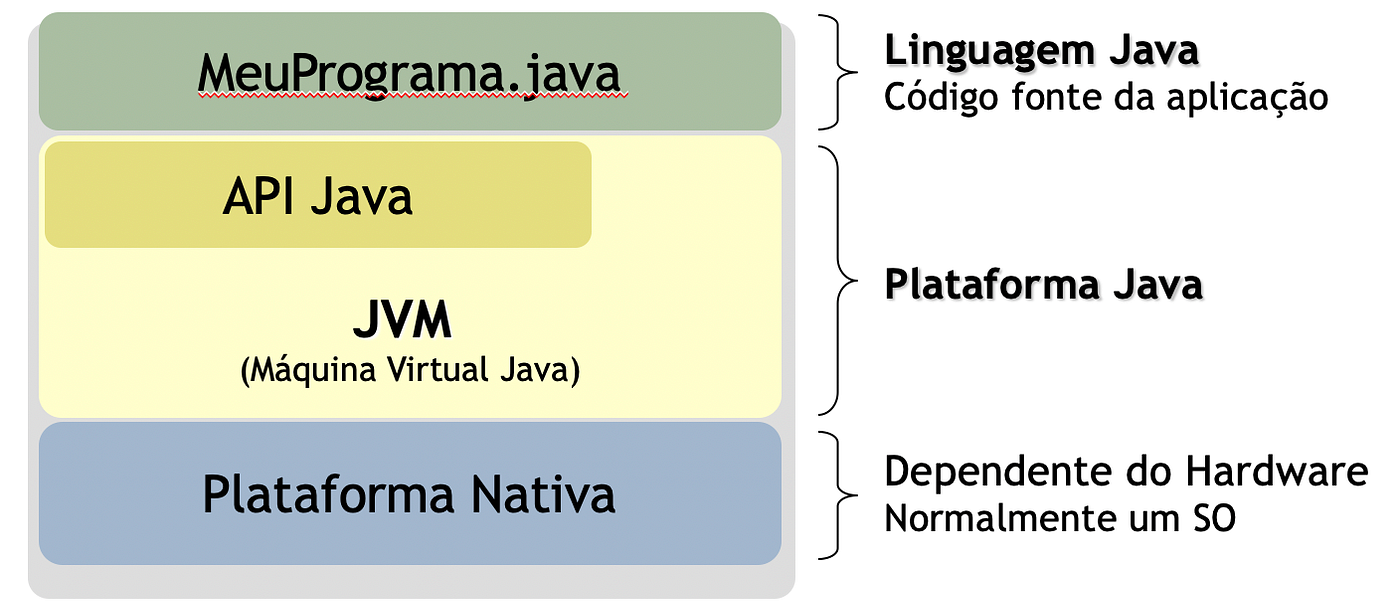 MeuPrograma.java
Linguagem Java
Código fonte da aplicação
API Java
JVM
(Máquina Virtual Java)
Plataforma Java
Plataforma Nativa
Dependente do Hardware
Normalmente um SO